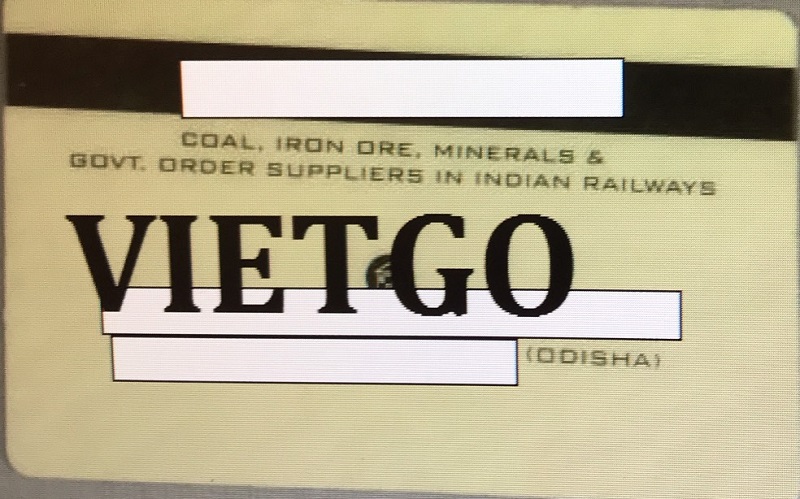 COAL, IRON ORE, MINERALS &
GOVT. ORDER SUPPLIERS IN INDIAN RAILWAYS
VIETGO
(ODISHA)